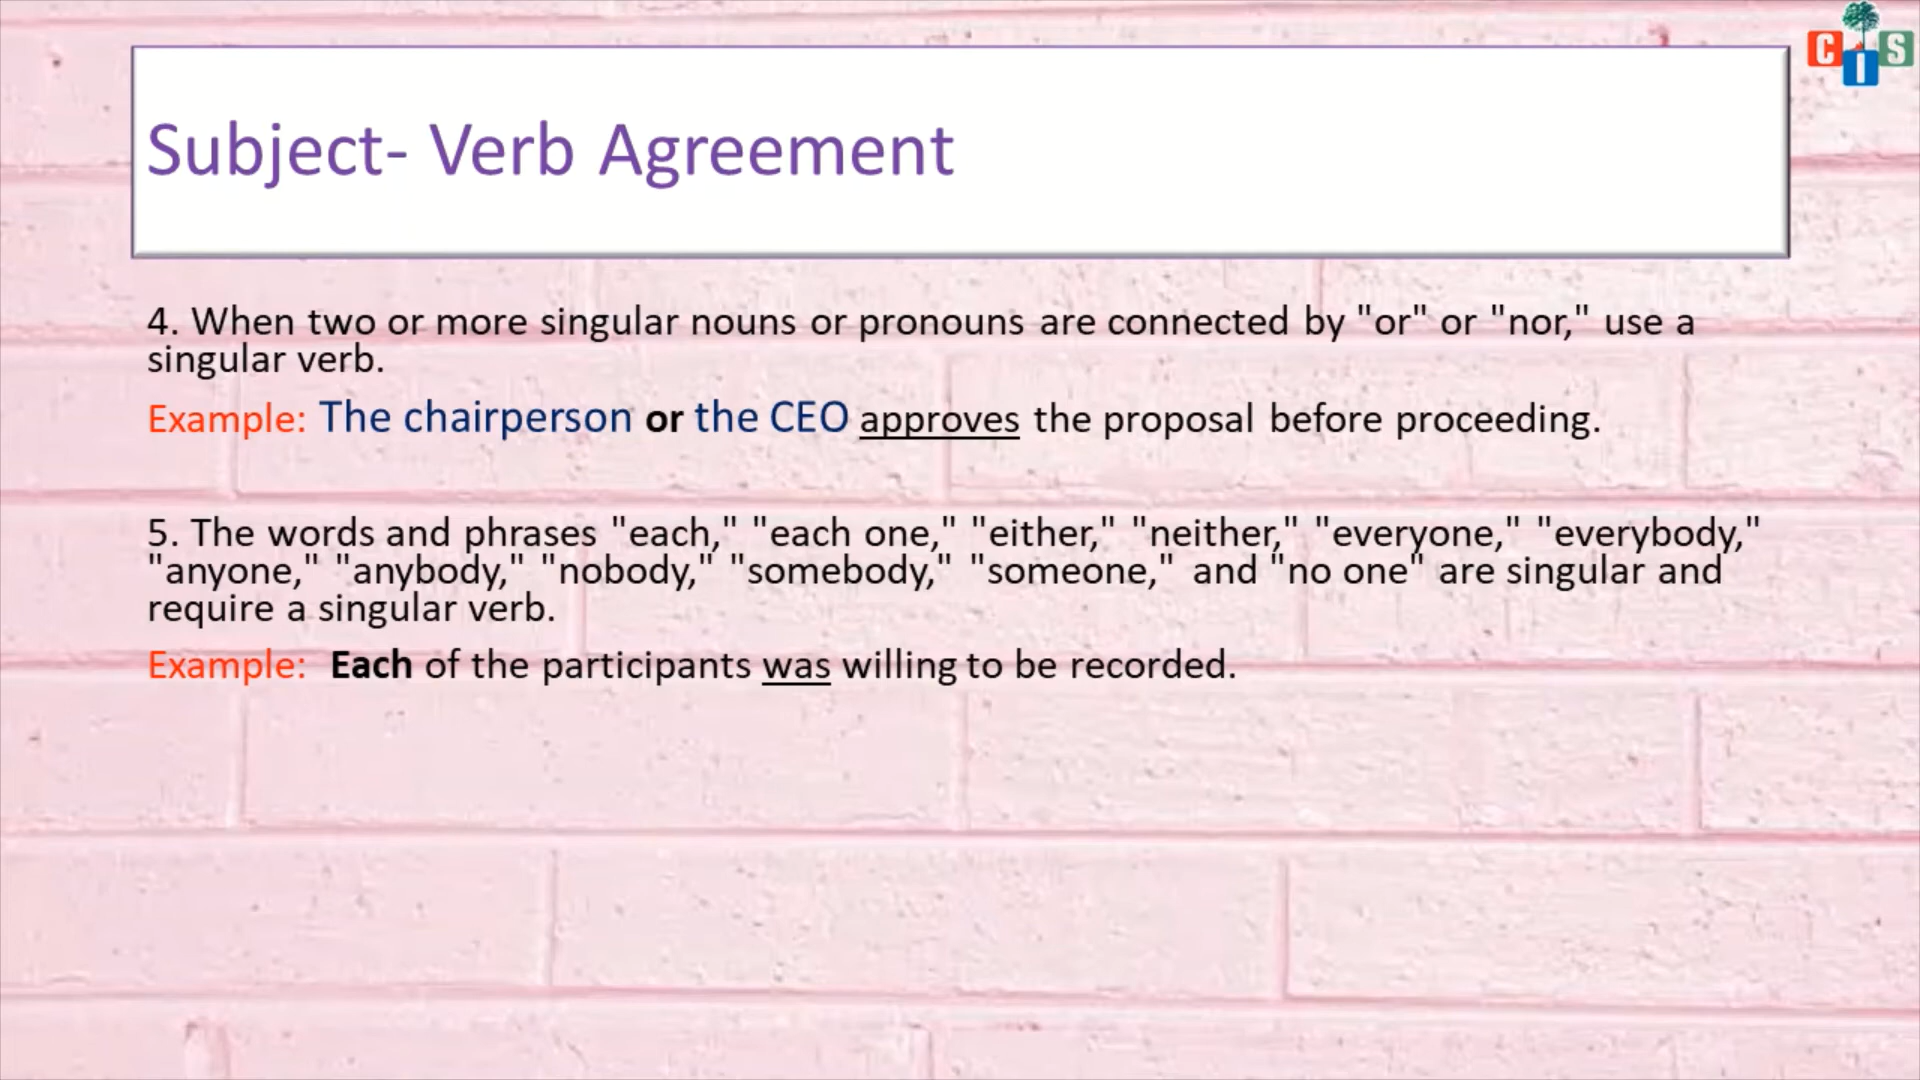 C I S
Subject- Verb Agreement
4. When two or more singular nouns or pronouns are connected by "or" or "nor," use a
singular verb.
Example: The chairperson or the CEO approves the proposal before proceeding.
5. The words and phrases "each," "each one," "either," "neither," "everyone," "everybody,"
"anyone," "anybody," "nobody," "somebody," "someone," and "no one" are singular and
require a singular verb.
Example: Each of the participants was willing to be recorded.